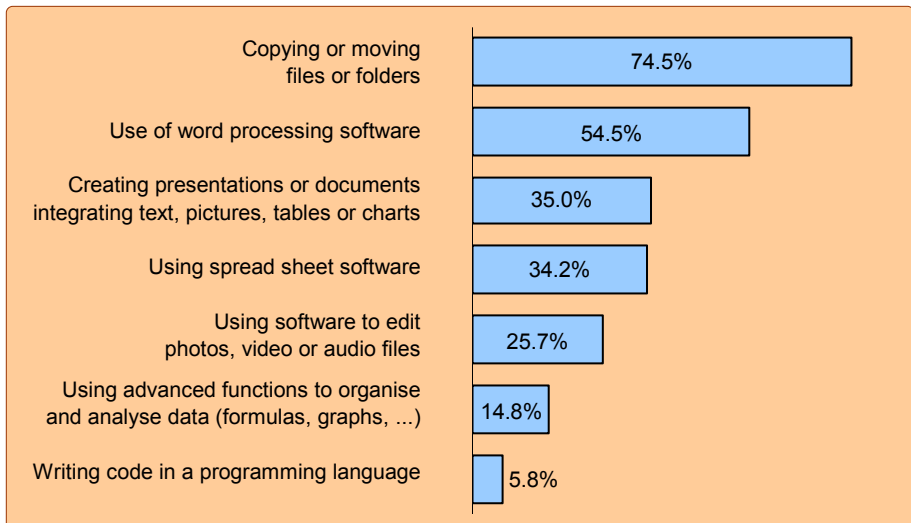 Copying or moving
files or folders
74.5%
Use of word processing software
54.5%
Creating presentations or documents
integrating text, pictures, tables or charts
35.0%
Using spread sheet software
34.2%
Using software to edit
photos, video or audio files
25.7%
Using advanced functions to organise
and analyse data (formulas, graphs, ...)
14.8%
Writing code in a programming language
5.8%